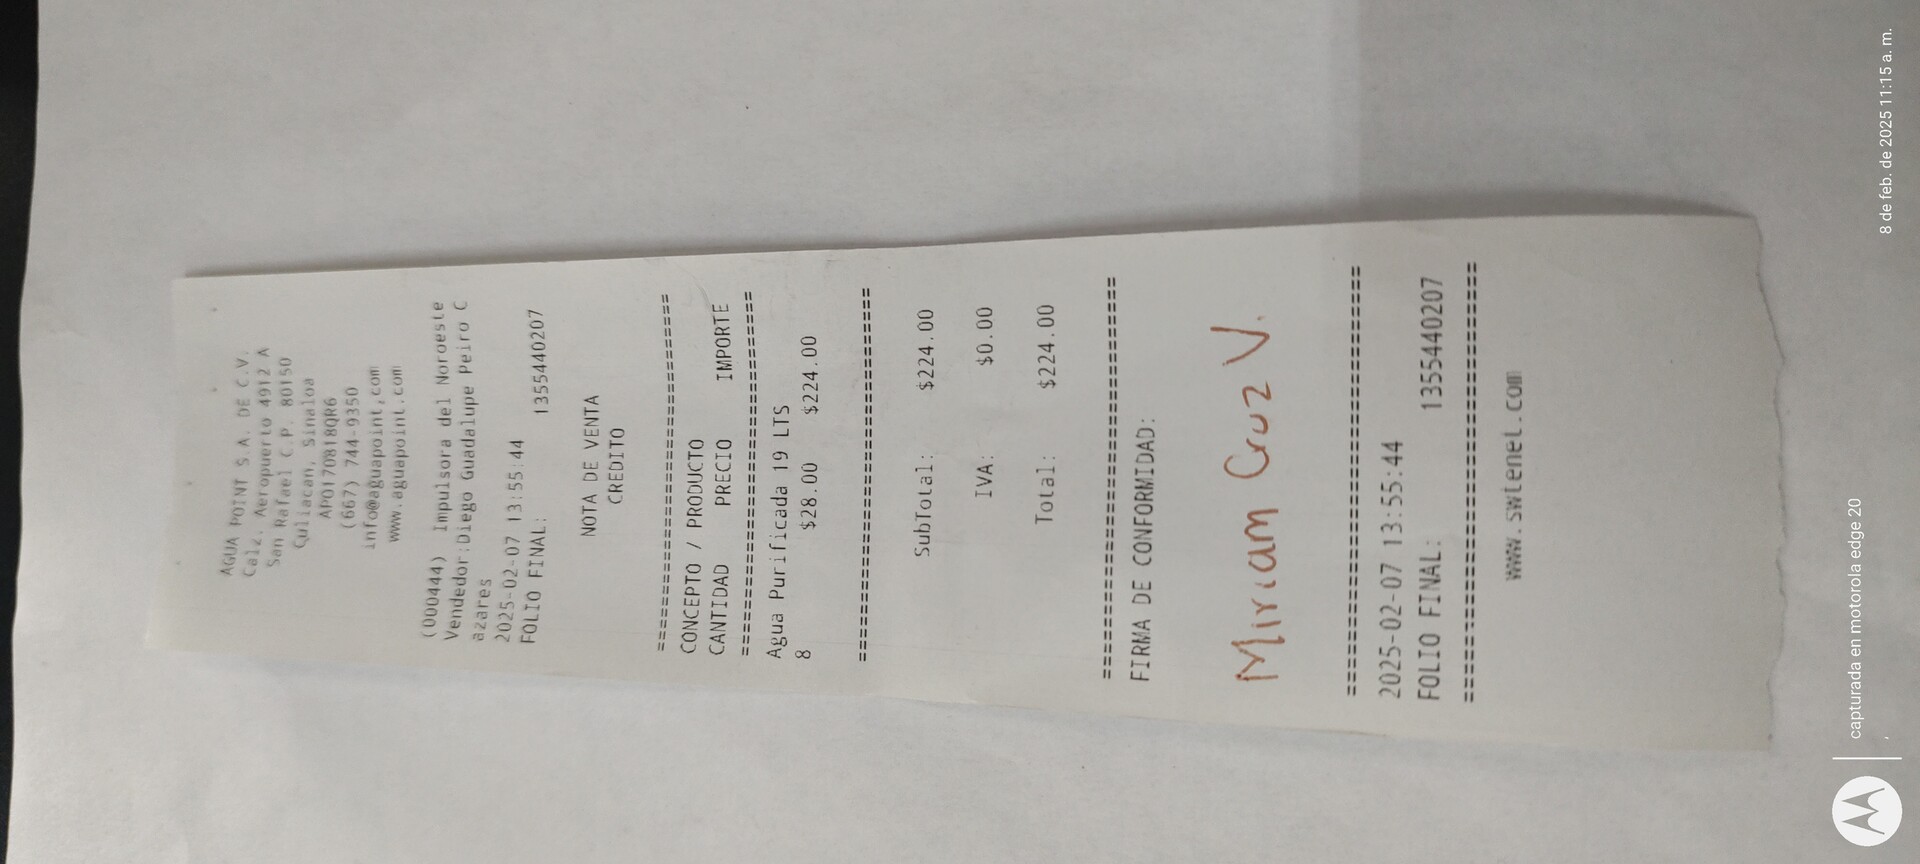 AGUA POINT S.A. DE C.V.
Calz. Aeropuerto 4912 A
San Rafael C.P. 80150
Culiacan, Sinaloa
APO170818QR6
(667) 744-9350
info@aguapoint.com
www.aguapoint.com
(000444) Impulsora del Noroeste
Vendedor:Diego Guadalupe Peiro C
azares
2025-02-07 13:55:44
FOLIO FINAL: 1355440207
NOTA DE VENTA
CREDITO
================================
CONCEPTO / PRODUCTO
CANTIDAD PRECIO IMPORTE
================================
Agua Purificada 19 LTS
8 $28.00 $224.00
================================
SubTotal: $224.00
IVA: $0.00
Total: $224.00
================================
FIRMA DE CONFORMIDAD:
Miriam Cruz V.
================================
2025-02-07 13:55:44
FOLIO FINAL: 1355440207
================================
www.swtenet.com
capturada en motorola edge 20
8 de feb. de 2025 11:15 a. m.